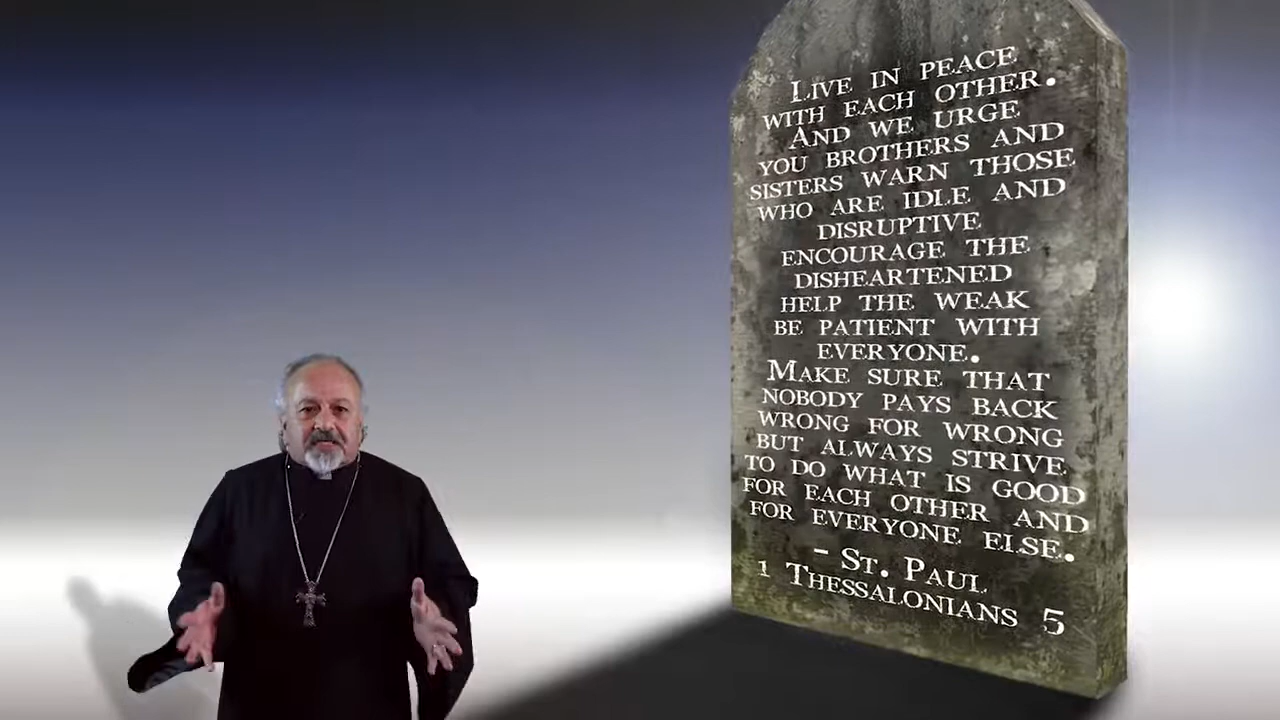 Live in peace
with each other.
And we urge
you brothers and
sisters warn those
who are idle and
disruptive
encourage the
disheartened
help the weak
be patient with
everyone.
Make sure that
nobody pays back
wrong for wrong
but always strive
to do what is good
for each other and
for everyone else.
- St. Paul
1 Thessalonians 5